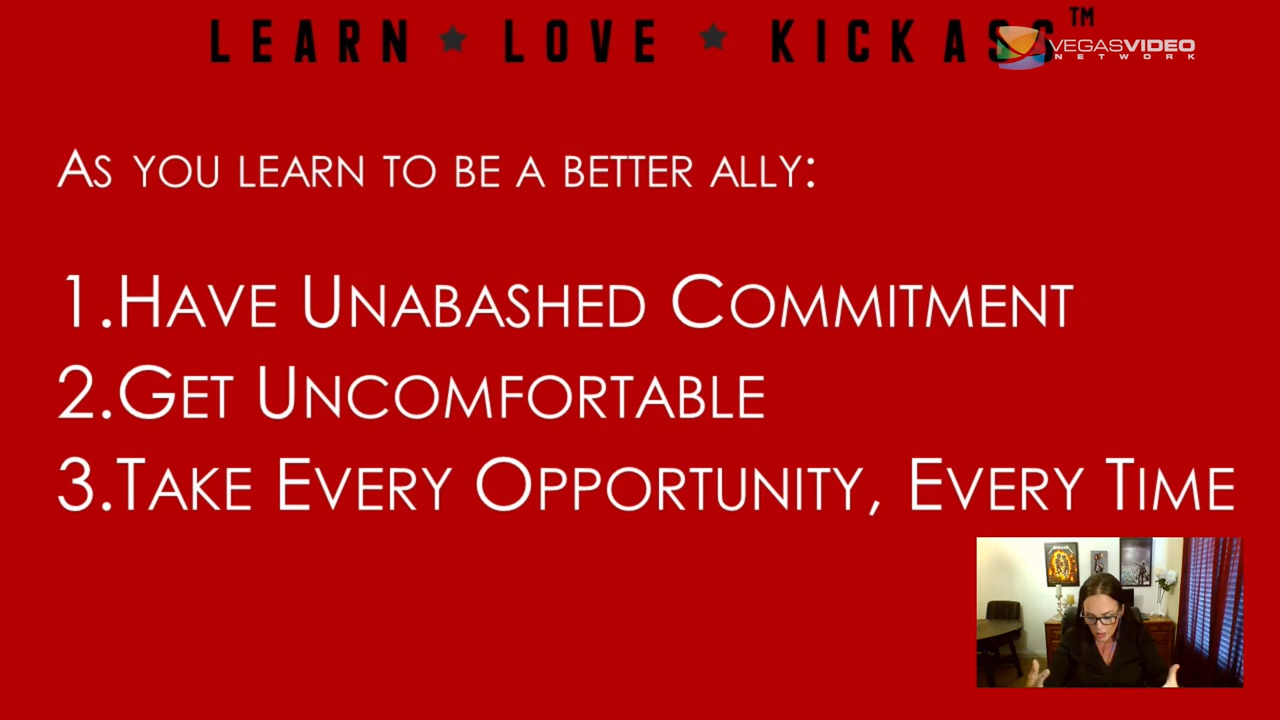 LEARN ★ LOVE ★ KICKASS™
VEGASVIDEO
NETWORK
AS YOU LEARN TO BE A BETTER ALLY:
1.HAVE UNABASHED COMMITMENT
2.GET UNCOMFORTABLE
3.TAKE EVERY OPPORTUNITY, EVERY TIME